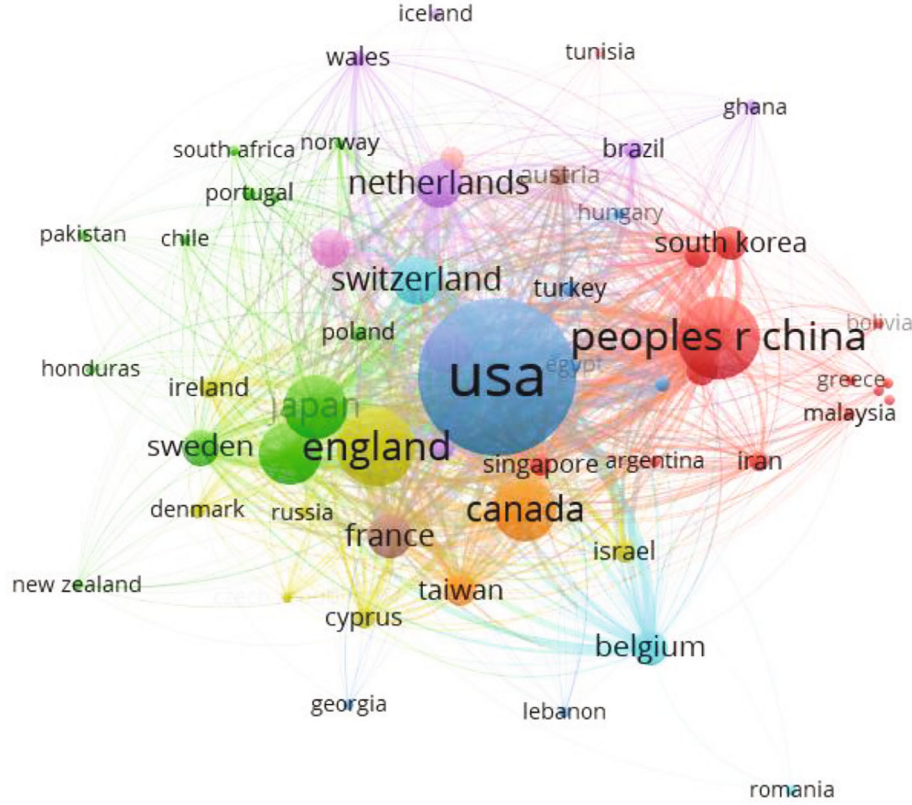 iceland
wales
tunisia
ghana
south africa
norway
brazil
netherlands
austria
portugal
hungary
pakistan
chile
south korea
switzerland
turkey
bolivia
poland
peoples r china
egypt
honduras
usa
greece
ireland
japan
malaysia
sweden
england
singapore
argentina
iran
denmark
russia
canada
france
israel
new zealand
taiwan
cyprus
belgium
georgia
lebanon
romania